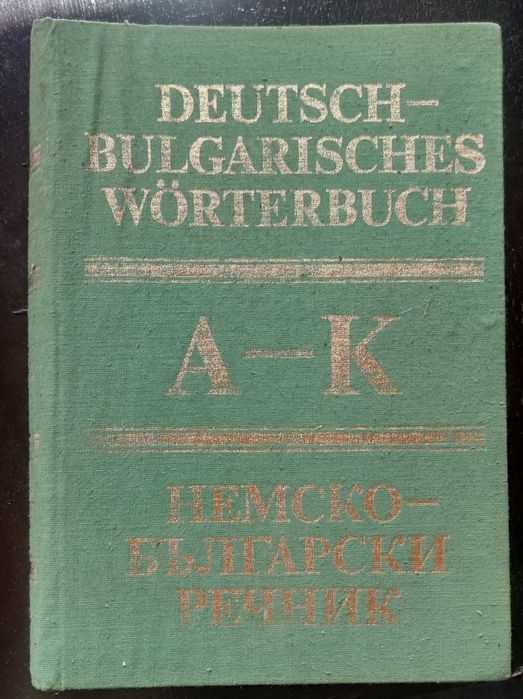 DEUTSCH–
BULGARISCHES
WÖRTERBUCH
A–K
НЕМСКО–
БЪЛГАРСКИ
РЕЧНИК